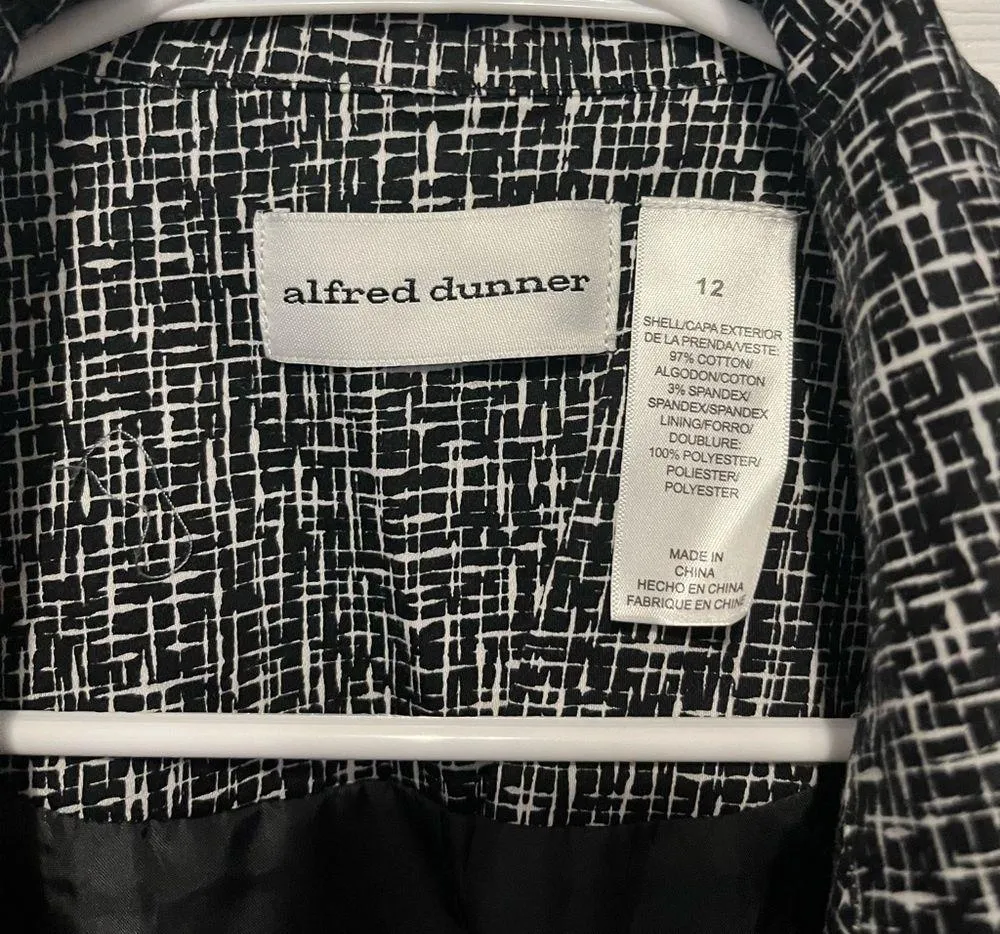 alfred dunner
12
SHELL/CAPA EXTERIOR
DE LA PRENDA/VESTE:
97% COTTON/
ALGODON/COTON
3% SPANDEX/
SPANDEX/SPANDEX
LINING/FORRO/
DOUBLURE:
100% POLYESTER/
POLIESTER/
POLYESTER
MADE IN
CHINA
HECHO EN CHINA
FABRIQUE EN CHINE